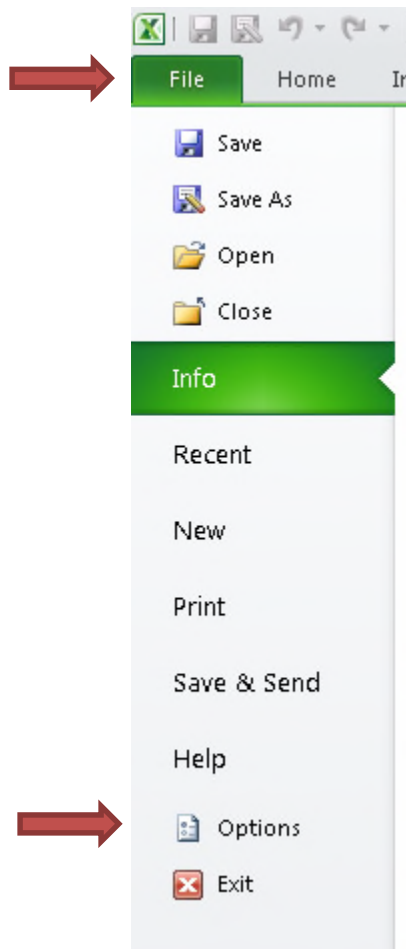 File Home
Save
Save As
Open
Close
Info
Recent
New
Print
Save & Send
Help
Options
Exit